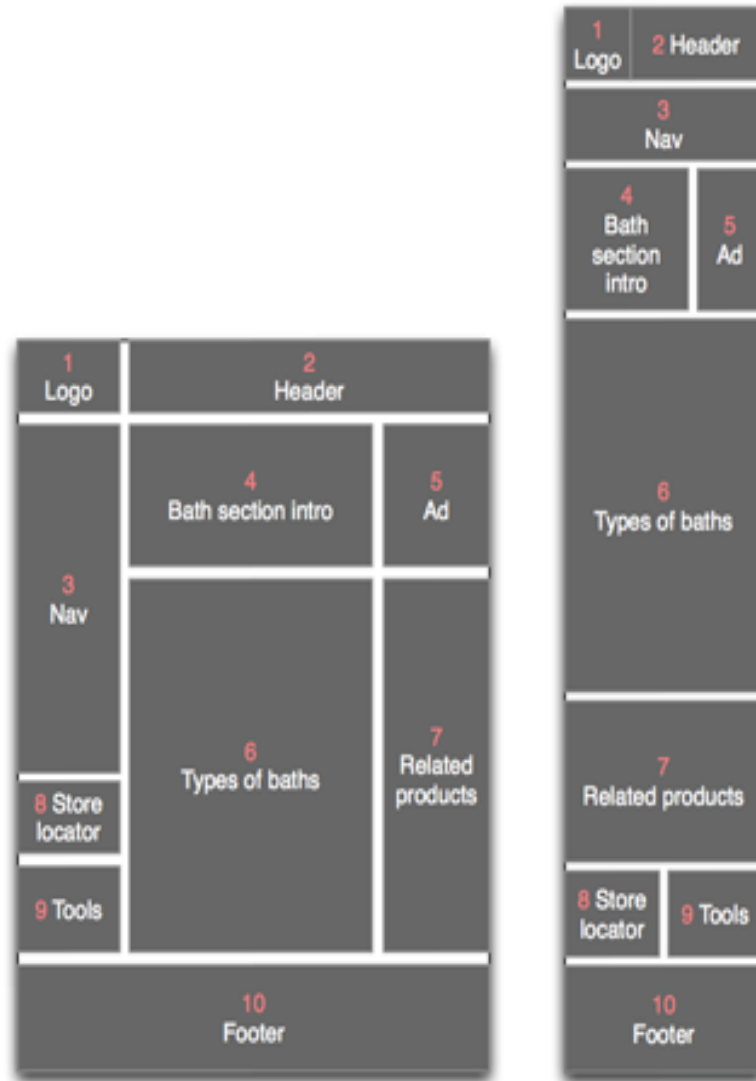 1
Logo
2
Header
3
Nav
4
Bath section intro
5
Ad
6
Types of baths
7
Related
products
8 Store
locator
9 Tools
10
Footer
1
Logo
2 Header
3
Nav
4
Bath
section
intro
5
Ad
6
Types of baths
7
Related products
8 Store
locator
9 Tools
10
Footer